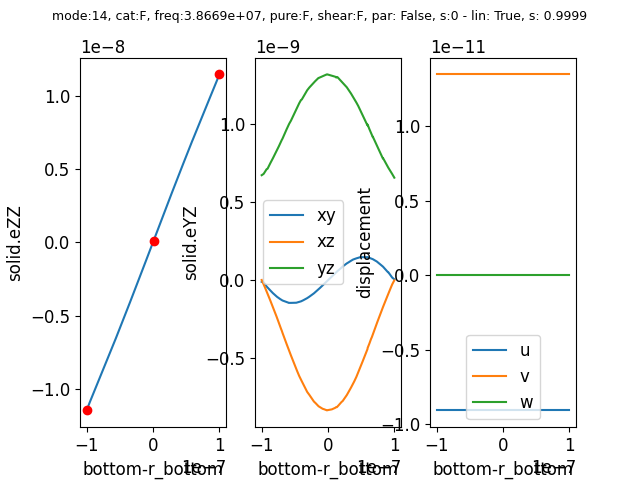 mode:14, cat:F, freq:3.8669e+07, pure:F, shear:F, par: False, s:0 - lin: True, s: 0.9999
1e−8
1e−9
1e−11
solid.eZZ
1.0
0.5
0.0
−0.5
−1.0
−1
0
1
1e−7
bottom-r_bottom
solid.eYZ
1.0
0.5
0.0
−0.5
xy
xz
yz
−1
0
1
1e−7
bottom-r_bottom
displacement
1.0
0.5
0.0
−0.5
−1.0
u
v
w
−1
0
1
1e−7
bottom-r_bottom